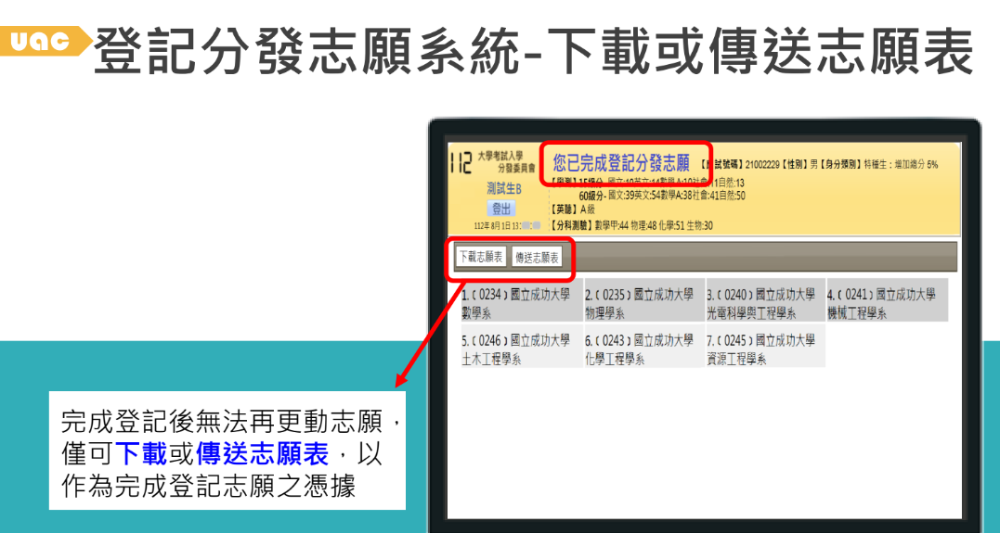 uac
登記分發志願系統-下載或傳送志願表
112 大學考試入學
分發委員會
測試生B
登出
112年 8月 1日 13:
您已完成登記分發志願
試號碼】21002229【性別】男【身分類別】特種生：增加總分 5%
15級分- 國文:10英文:14數學A:10社會:11自然:13
60級分- 國文:39英文:54數學A:38社會:41自然:50
【英聽】A 級
【分科測驗】數學甲:44 物理:48 化學:51 生物:30
下載志願表 傳送志願表
1.（0234）國立成功大學數學系
2.（0235）國立成功大學物理學系
3.（0240）國立成功大學光電科學與工程學系
4.（0241）國立成功大學機械工程學系
5.（0246）國立成功大學土木工程學系
6.（0243）國立成功大學化學工程學系
7.（0245）國立成功大學資源工程學系
完成登記後無法再更動志願，
僅可下載或傳送志願表，以
作為完成登記志願之憑據